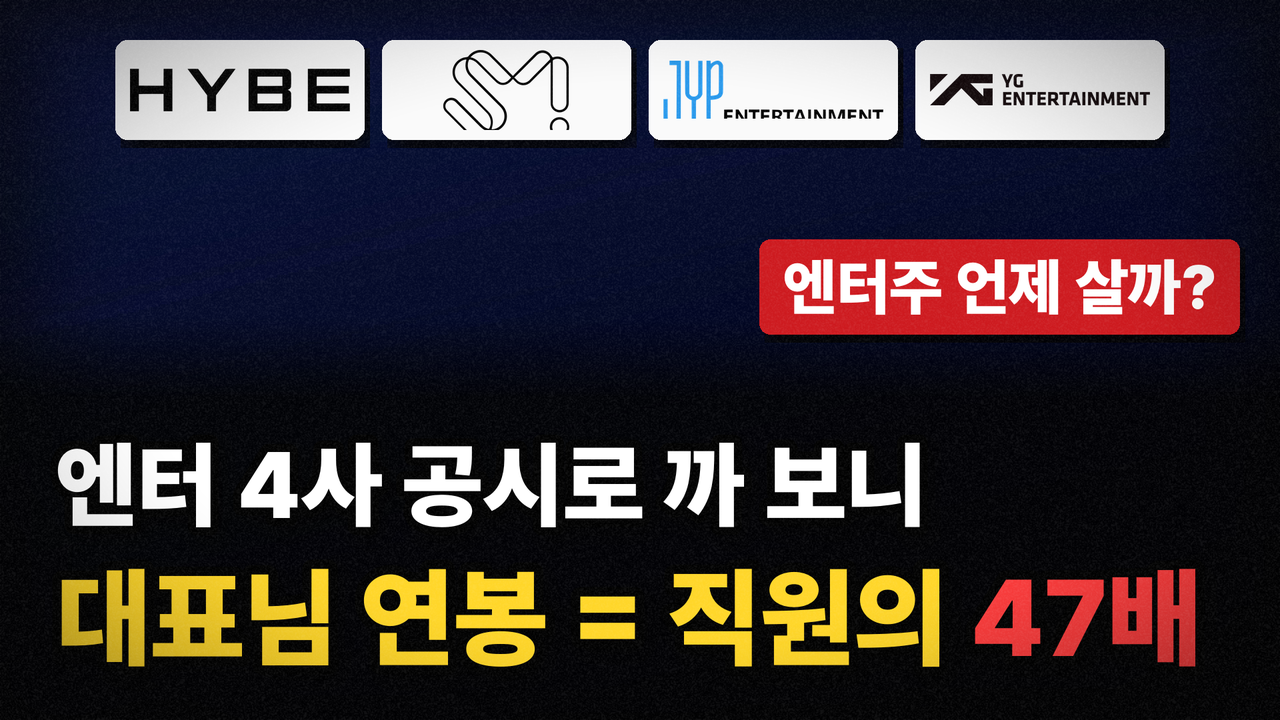 HYBE
SM
JYP
ENTERTAINMENT
YG
ENTERTAINMENT
엔터주 언제 살까?
엔터 4사 공시로 까 보니
대표님 연봉 = 직원의 47배